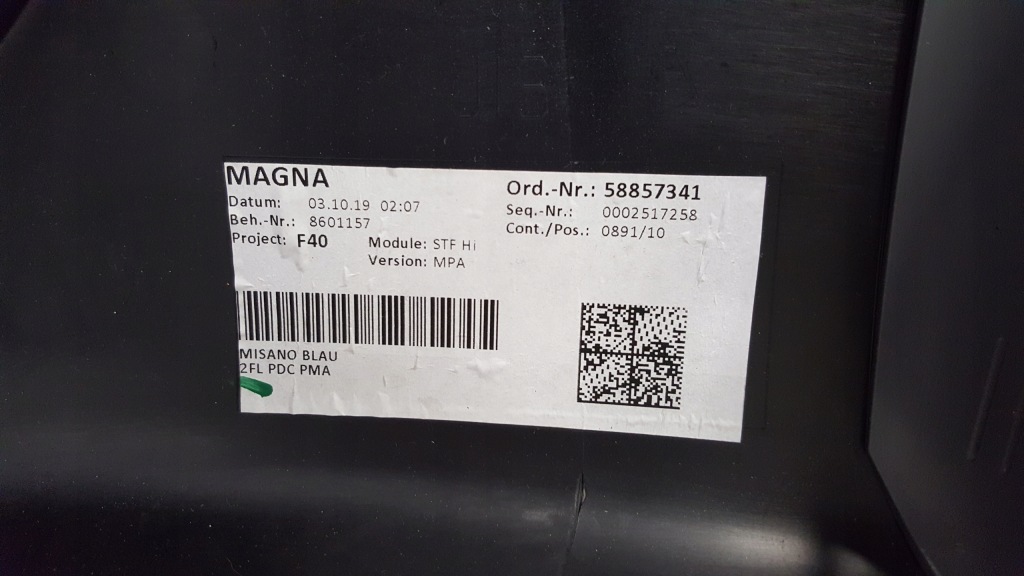 MAGNA
Datum: 03.10.19 02:07
Beh.-Nr.: 8601157
Project: F40
Module: STF Hi
Version: MPA
Ord.-Nr.: 58857341
Seq.-Nr.: 0002517258
Cont./Pos.: 0891/10
MISANO BLAU
2FL PDC PMA